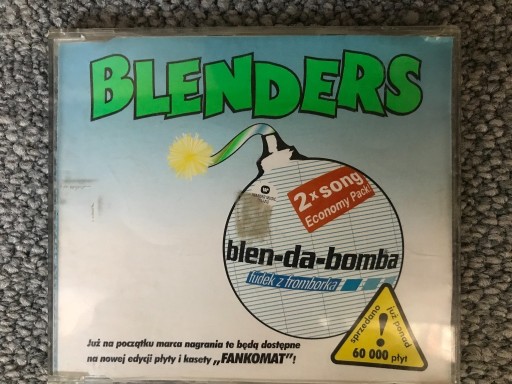 BLENDERS
2 x song
Economy Pack!
blen-da-bomba
łudek z fromborka
sprzedano
już ponad
60 000 płyt
Już na początku marca nagrania te będą dostępne
na nowej edycji płyty i kasety „FANKOMAT”!